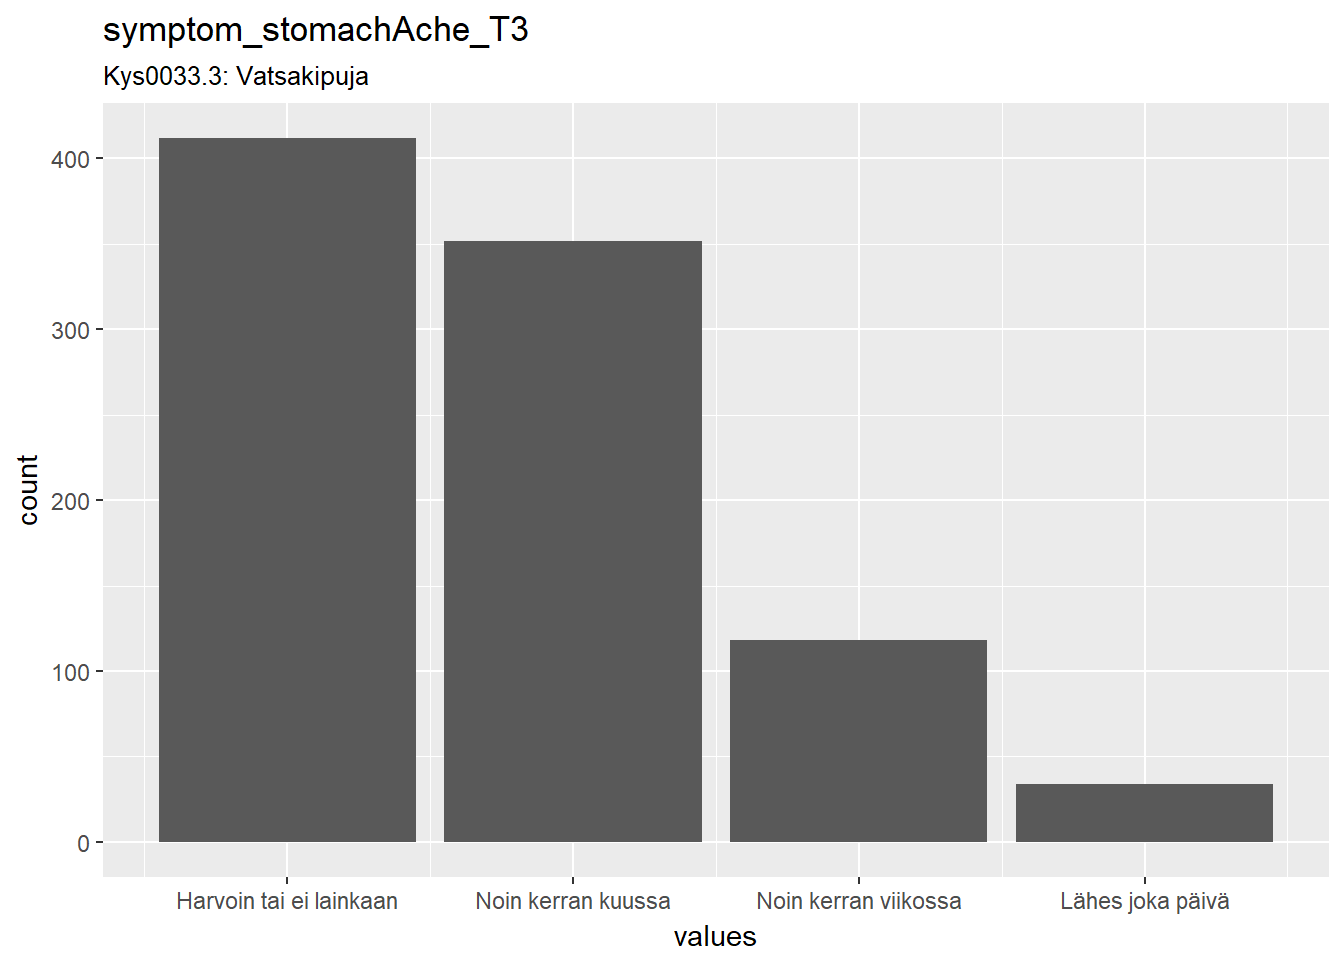 symptom_stomachAche_T3
Kys0033.3: Vatsakipuja
400
300
200
100
0
count
Harvoin tai ei lainkaan
Noin kerran kuussa
Noin kerran viikossa
Lähes joka päivä
values